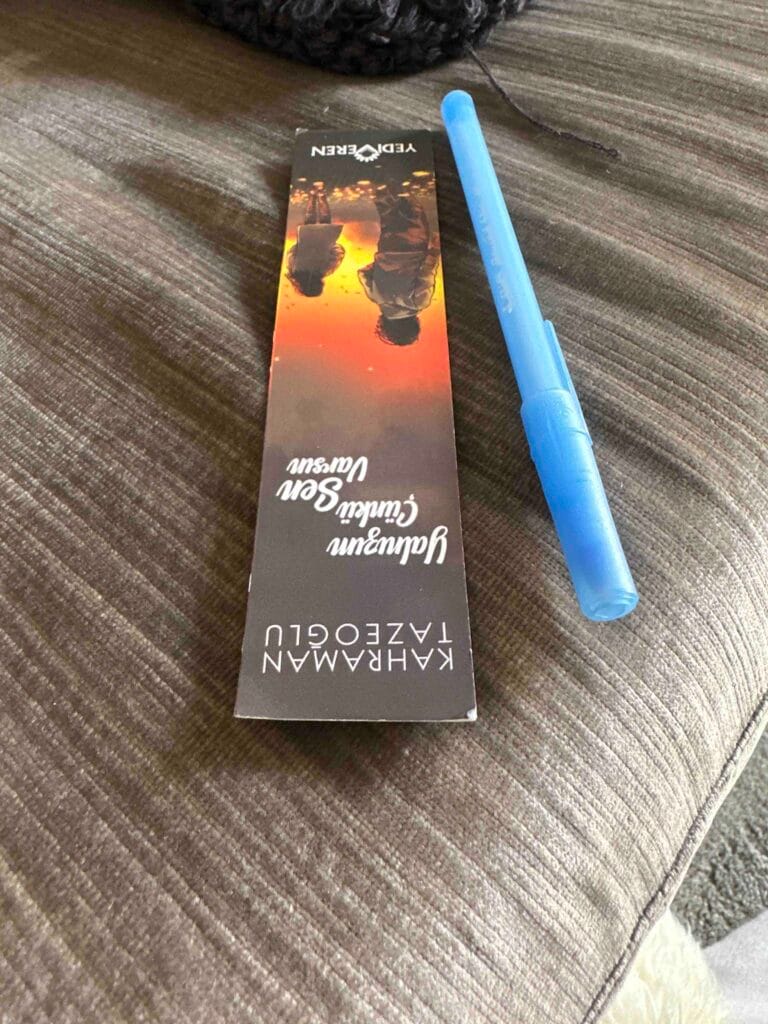 KAHRAMAN
TAZEOĞLU
Yalnızım
Çünkü
Sen
Varsın
YEDİVEREN